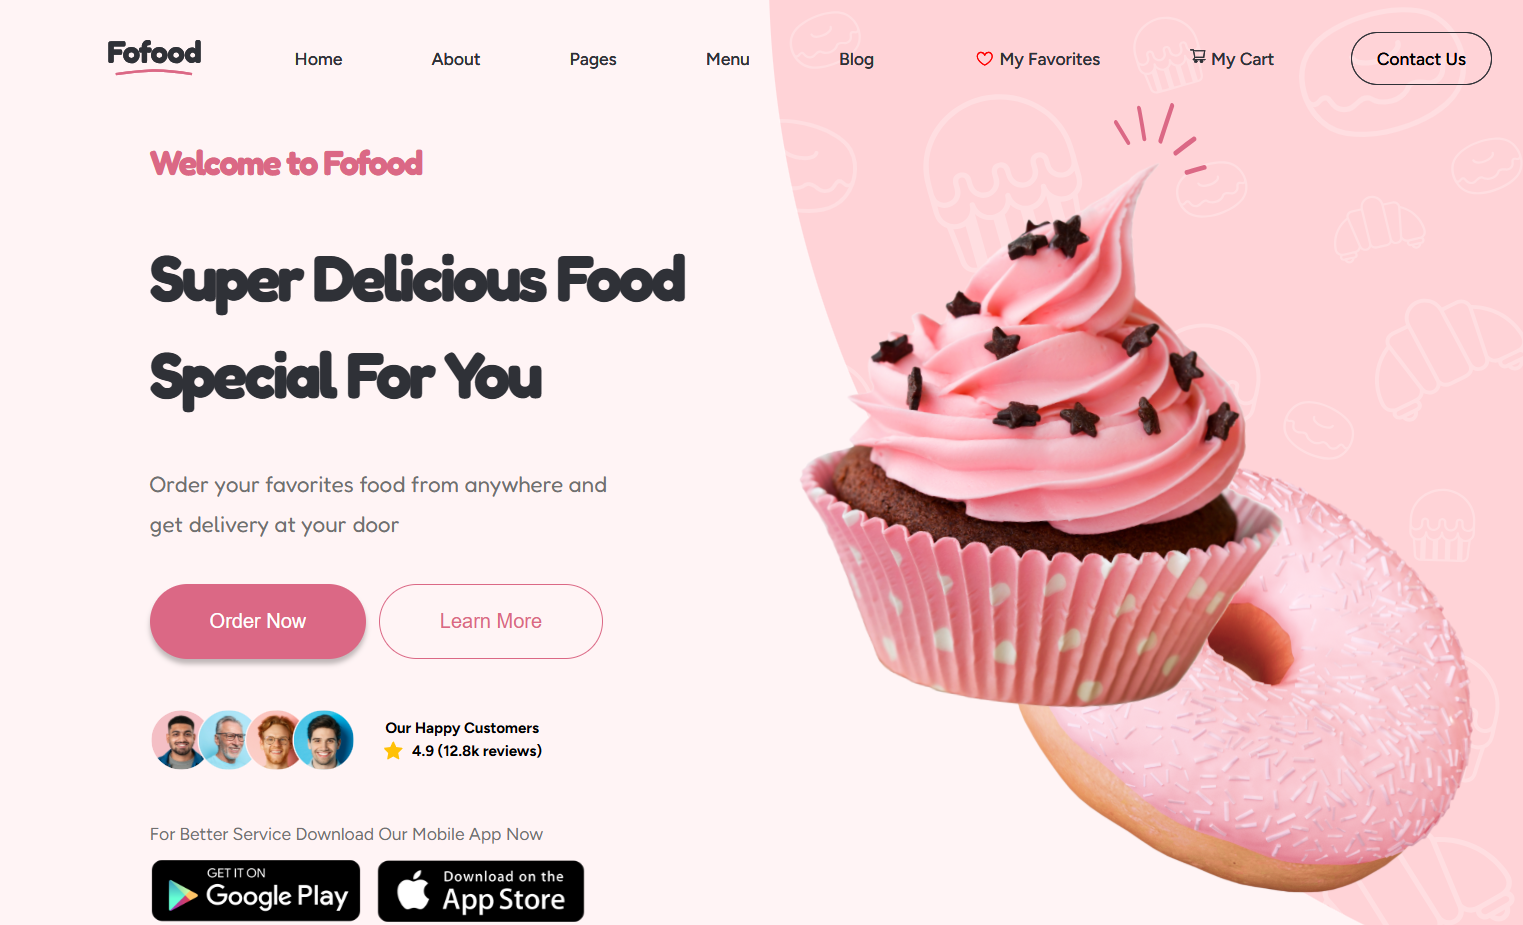 Fofood
Home
About
Pages
Menu
Blog
My Favorites
My Cart
Contact Us
Welcome to Fofood
Super Delicious Food
Special For You
Order your favorites food from anywhere and
get delivery at your door
Order Now
Learn More
Our Happy Customers
4.9 (12.8k reviews)
For Better Service Download Our Mobile App Now
GET IT ON
Google Play
Download on the
App Store